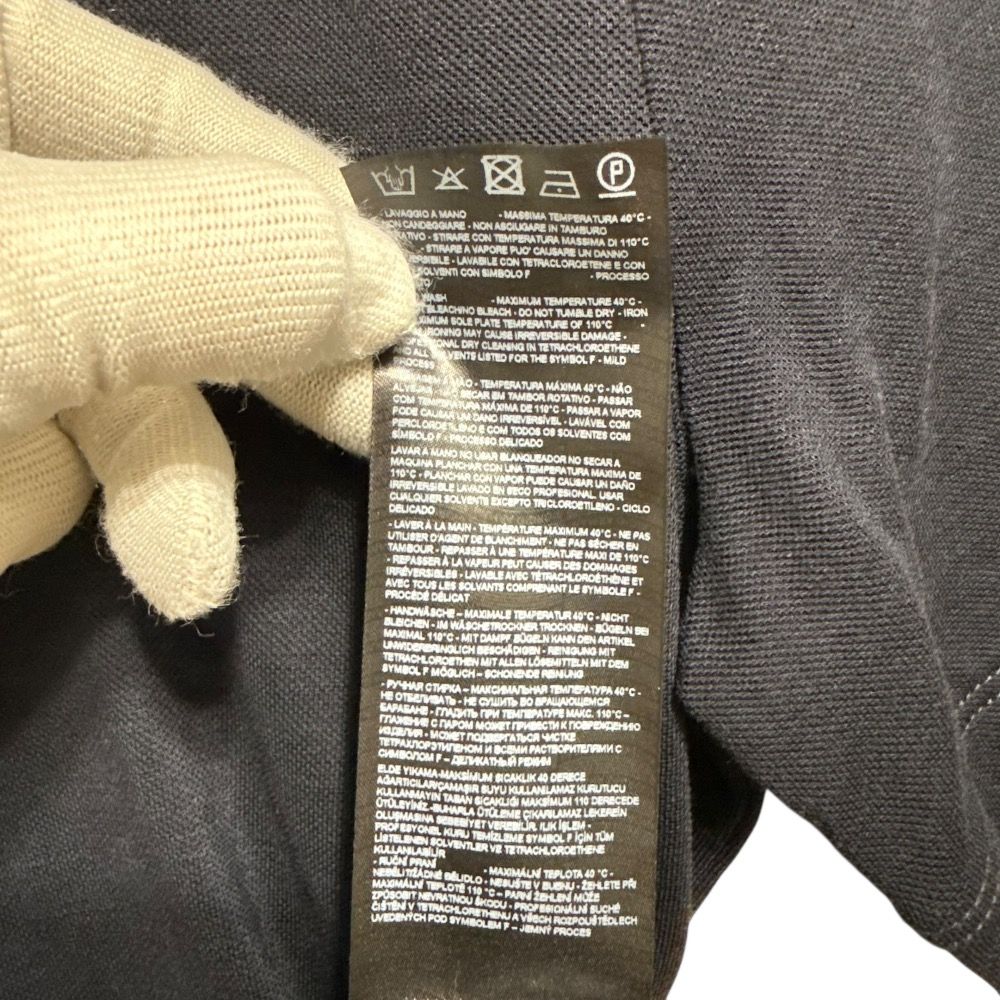 P
- LAVAGGIO A MANO - MASSIMA TEMPERATURA 40°C -
NON CANDEGGIARE - NON ASCIUGARE IN TAMBURO
- STIRARE CON TEMPERATURA MASSIMA DI 110°C
- STIRARE A VAPORE PUO' CAUSARE UN DANNO
- LAVABILE CON TETRACLOROETENE E CON
SOLVENTI CON SIMBOLO F - PROCESSO
WASH - MAXIMUM TEMPERATURE 40°C -
BLEACH - DO NOT TUMBLE DRY - IRON
SOLE PLATE TEMPERATURE OF 110°C
IRONING MAY CAUSE IRREVERSIBLE DAMAGE -
DRY CLEANING IN TETRACHLOROETHENE
ALL SOLVENTS LISTED FOR THE SYMBOL F - MILD
PROCESS
- TEMPERATURA MÁXIMA 40°C - NÃO
SECAR EM TAMBOR ROTATIVO - PASSAR
COM TEMPERATURA MÁXIMA DE 110°C - PASSAR A VAPOR
PODE CAUSAR UM DANO IRREVERSIVEL - LAVÁVEL COM
PERCLOROETILENO E COM TODOS OS SOLVENTES COM
SÍMBOLO F - PROCESSO DELICADO
LAVAR A MANO NO USAR BLANQUEADOR NO SECAR A
MAQUINA PLANCHAR CON UNA TEMPERATURA MAXIMA DE
110°C - PLANCHAR CON VAPOR PUEDE CAUSAR UN DAÑO
IRREVERSIBLE LAVADO EN SECO PROFESIONAL. USAR
CUALQUIER SOLVENTE EXCEPTO TRICLOROETILENO - CICLO
DELICADO
- LAVER À LA MAIN - TEMPÉRATURE MAXIMUM 40°C - NE PAS
UTILISER D'AGENT DE BLANCHIMENT - NE PAS SÉCHER EN
TAMBOUR - REPASSER À UNE TEMPÉRATURE MAXI DE 110°C
- REPASSER À LA VAPEUR PEUT CAUSER DES DOMMAGES
IRRÉVERSIBLES - LAVABLE AVEC TÉTRACHLOROÉTHÈNE ET
AVEC TOUS LES SOLVANTS COMPRENANT LE SYMBOLE F -
PROCÉDÉ DÉLICAT
- HANDWÄSCHE – MAXIMALE TEMPERATUR 40°C - NICHT
BLEICHEN - IM WÄSCHETROCKNER TROCKNEN - BÜGELN BEI
MAXIMAL 110°C - MIT DAMPF BÜGELN KANN DEN ARTIKEL
UNWIDERERINGLICH BESCHÄDIGEN - REINIGUNG MIT
TETRACHLOROETHEN MIT ALLEN LÖSEMITTELN MIT DEM
SYMBOL F MÖGLICH – SCHONENDE REINIGUNG
- РУЧНАЯ СТИРКА – МАКСИМАЛЬНАЯ ТЕМПЕРАТУРА 40°C -
НЕ ОТБЕЛИВАТЬ - НЕ СУШИТЬ ВО ВРАЩАЮЩЕМСЯ
БАРАБАНЕ - ГЛАДИТЬ ПРИ ТЕМПЕРАТУРЕ МАКС. 110°C –
ГЛАЖЕНИЕ С ПАРОМ МОЖЕТ ПРИВЕСТИ К ПОВРЕЖДЕНИЮ
ИЗДЕЛИЯ - МОЖЕТ ПОДВЕРГАТЬСЯ ЧИСТКЕ
ТЕТРАХЛОРЭТИЛЕНОМ И ВСЕМИ РАСТВОРИТЕЛЯМИ С
СИМВОЛОМ F – ДЕЛИКАТНЫЙ РЕЖИМ
ELDE YIKAMA-MAKSİMUM SICAKLIK 40 DERECE
AĞARTICILAR/ÇAMAŞIR SUYU KULLANILAMAZ KURUTUCU
KULLANMAYIN TABAN SICAKLIĞI MAKSİMUM 110 DERECEDE
ÜTÜLEYİNİZ.-BUHARLA ÜTÜLEME ÇIKARILAMAZ LEKERELİN
OLUŞMASINA SEBEBİYET VEREBİLİR. ILIK İŞLEM -
PROFESYONEL KURU TEMİZLEME SYMBOL F İÇİN TÜM
LİSTELENEN SOLVENTLER VE TETRACHLOROETHENE
KULLANILABİLİR
- RUČNÍ PRANÍ - MAXIMÁLNÍ TEPLOTA 40 °C -
NEBĚLITŽÁDNÉ BĚLIDLO - NESUŠTE V BUBNU - ŽEHLETE PŘI
MAXIMÁLNÍ TEPLOTĚ 110 °C – PARNÍ ŽEHLENÍ MŮŽE
ZPŮSOBIT NEVRATNOU ŠKODU - PROFESIONÁLNÍ SUCHÉ
ČIŠTĚNÍ V TETRACHLORETHENU A VŠECH ROZPOUŠTĚDLECH
UVEDENÝCH POD SYMBOLEM F – JEMNÝ PROCES